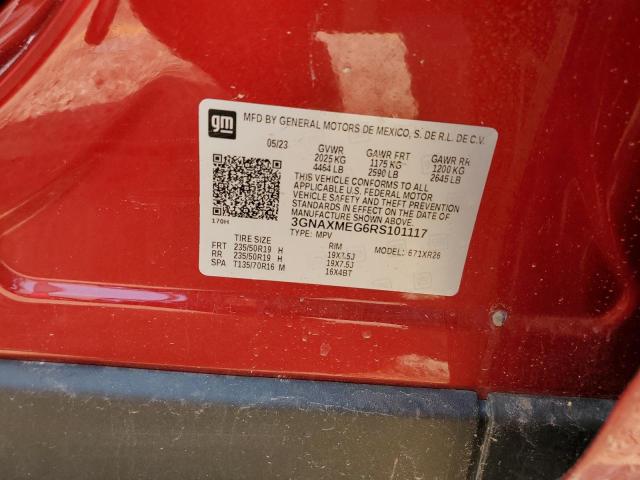 gm
MFD BY GENERAL MOTORS DE MEXICO, S. DE R.L. DE C.V.
05/23 GVWR GAWR FRT GAWR RR
2025 KG 1175 KG 1200 KG
4464 LB 2590 LB 2645 LB
THIS VEHICLE CONFORMS TO ALL
APPLICABLE U.S. FEDERAL MOTOR
VEHICLE SAFETY AND THEFT PREVENTION
STANDARDS IN EFFECT ON THE DATE OF
MANUFACTURE SHOWN ABOVE.
170H 3GNAXMEG6RS101117
TYPE: MPV MODEL: 671XR26
TIRE SIZE RIM
FRT 235/50R19 H 19X7.5J
RR 235/50R19 H 19X7.5J
SPA T135/70R16 M 16X4BT